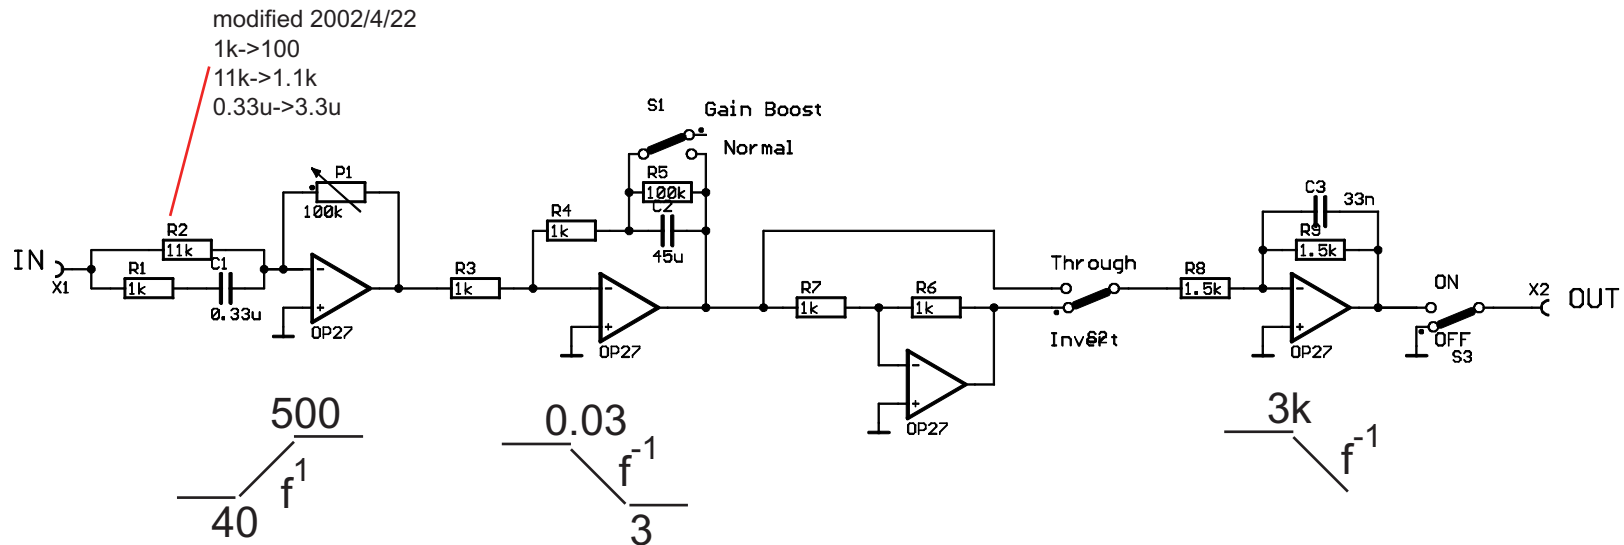 modified 2002/4/22
1k->100
11k->1.1k
0.33u->3.3u
S1
Gain Boost
Normal
P1
100k
R5
100k
C2
45u
C3
33n
R9
1.5k
R2
11k
R4
1k
IN
X1
R1
1k
C1
0.33u
R3
1k
OP27
OP27
Through
R7
1k
R6
1k
Invert
S2
OP27
R8
1.5k
OP27
ON
OFF
S3
X2
OUT
500
f1
40
0.03
f-1
3
3k
f-1